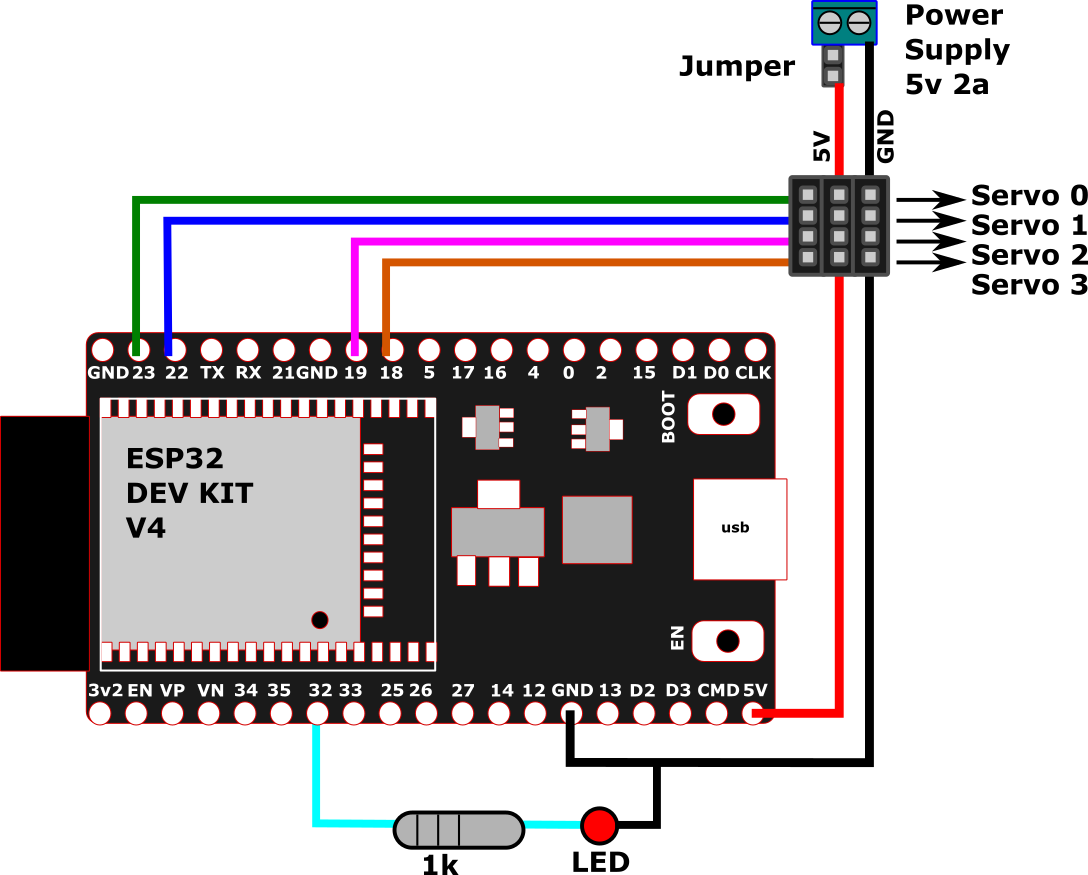 Power
Supply
5v 2a
Jumper
5V
GND
Servo 0
Servo 1
Servo 2
Servo 3
GND 23 22 TX RX 21 GND 19 18 5 17 16 4 0 2 15 D1 D0 CLK
BOOT
ESP32
DEV KIT
V4
usb
EN
3v2 EN VP VN 34 35 32 33 25 26 27 14 12 GND 13 D2 D3 CMD 5V
1k
LED